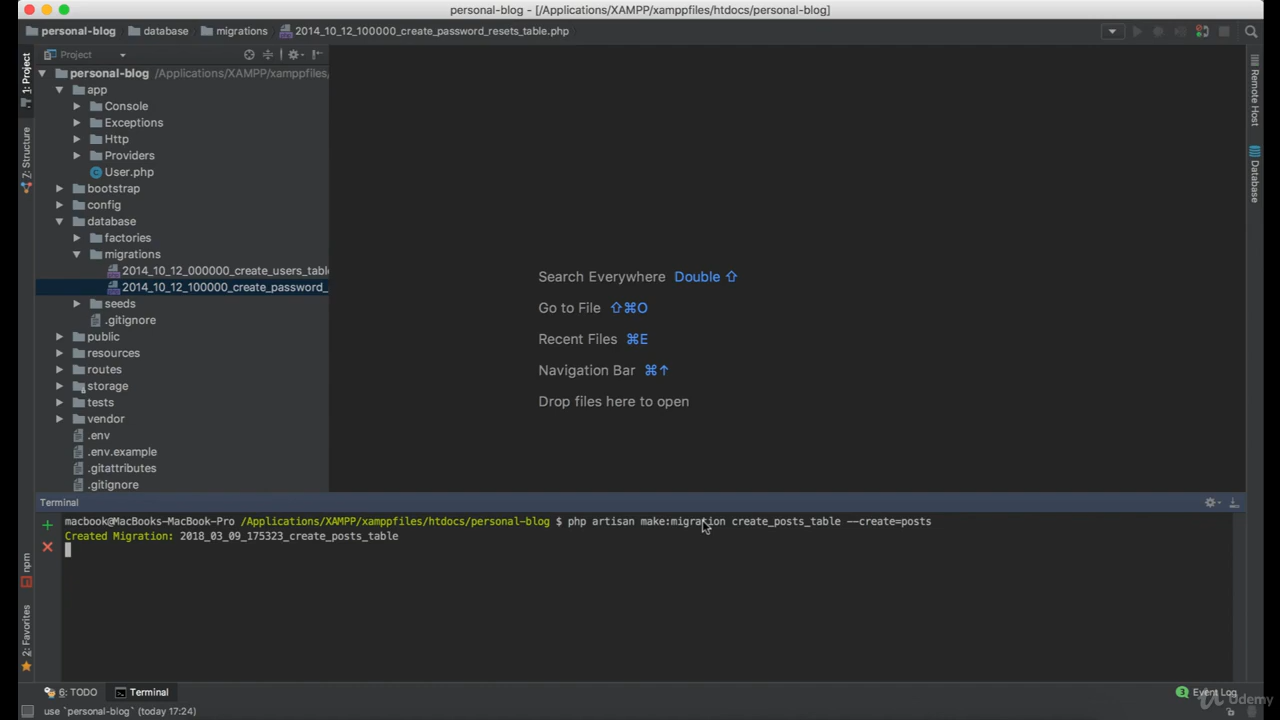 personal-blog - [/Applications/XAMPP/xamppfiles/htdocs/personal-blog]
personal-blog database migrations 2014_10_12_100000_create_password_resets_table.php
Project
personal-blog /Applications/XAMPP/xamppfiles/
app
Console
Exceptions
Http
Providers
User.php
bootstrap
config
database
factories
migrations
2014_10_12_000000_create_users_table
2014_10_12_100000_create_password_
seeds
.gitignore
public
resources
routes
storage
tests
vendor
.env
.env.example
.gitattributes
.gitignore
1: Project
7: Structure
npm
2: Favorites
Search Everywhere Double ⇧
Go to File ⇧⌘O
Recent Files ⌘E
Navigation Bar ⌘↑
Drop files here to open
Remote Host
Database
Terminal
macbook@MacBooks-MacBook-Pro /Applications/XAMPP/xamppfiles/htdocs/personal-blog $ php artisan make:migration create_posts_table --create=posts
Created Migration: 2018_03_09_175323_create_posts_table
6: TODO Terminal
3 Event Log
use `personal-blog` (today 17:24)
Udemy